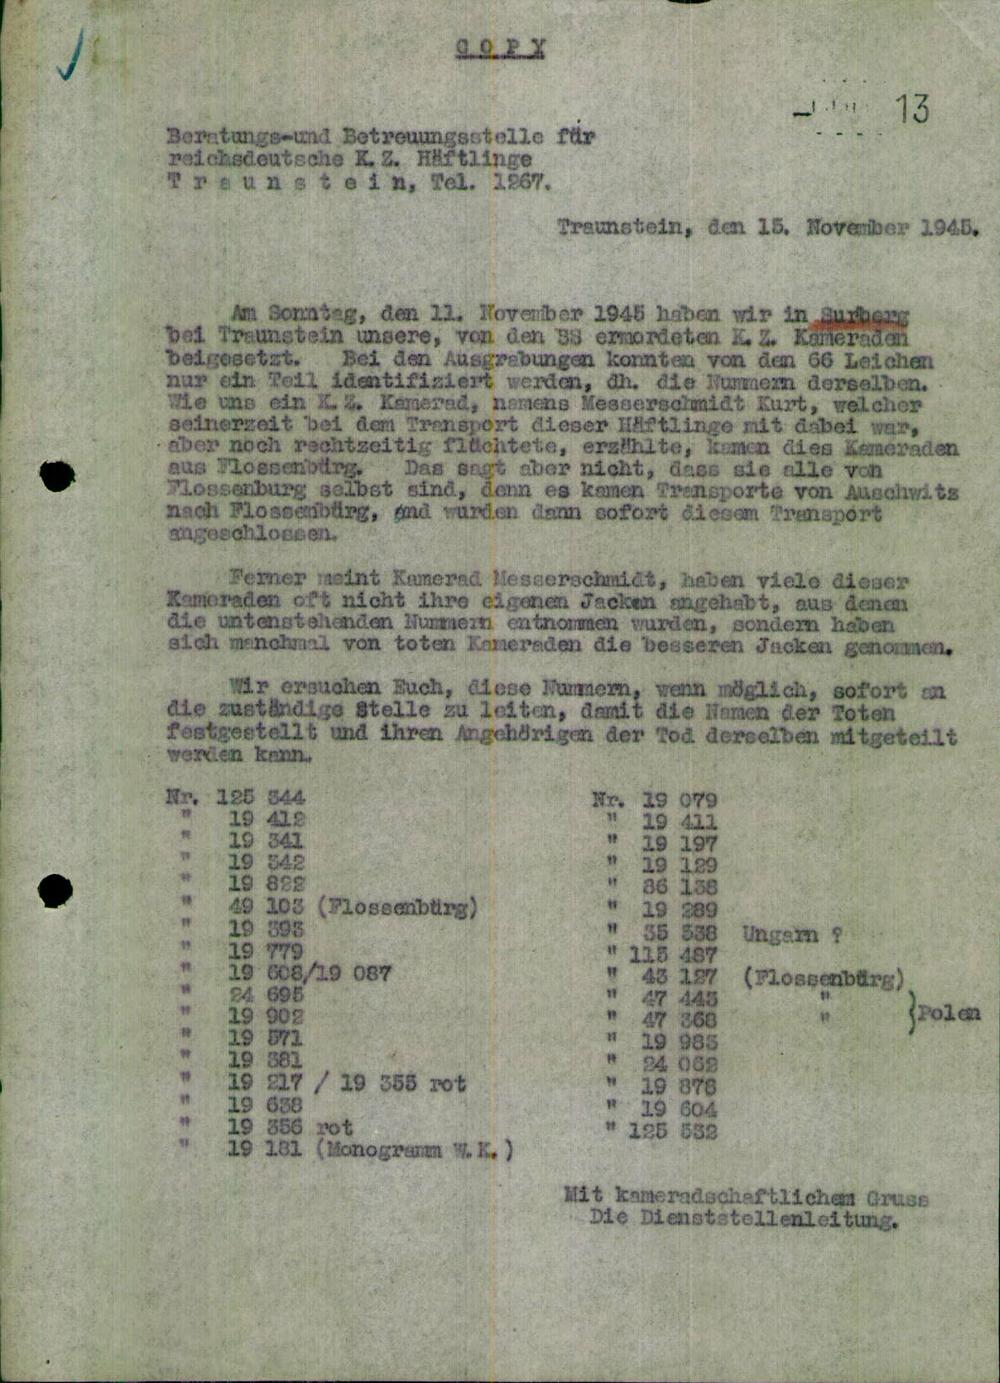 COPY
13
Beratungs-und Betreuungsstelle für
reichsdeutsche K.Z. Häftlinge
T r a u n s t e i n, Tel. 1267.
Traunstein, den 15. November 1945.
Am Sonntag, den 11. November 1945 haben wir in Surberg
bei Traunstein unsere, von den SS ermordeten K.Z. Kameraden
beigesetzt. Bei den Ausgrabungen konnten von den 66 Leichen
nur ein Teil identifiziert werden, dh. die Nummern derselben.
Wie uns ein K.Z. Kamerad, namens Messerschmidt Kurt, welcher
seinerzeit bei dem Transport dieser Häftlinge mit dabei war,
aber noch rechtzeitig flüchtete, erzählte, kamen dies Kameraden
aus Flossenbürg. Das sagt aber nicht, dass sie alle von
Flossenburg selbst sind, denn es kamen Transporte von Auschwitz
nach Flossenbürg, und wurden dann sofort diesem Transport
angeschlossen.
Ferner meint Kamerad Messerschmidt, haben viele dieser
Kameraden oft nicht ihre eigenen Jacken angehabt, aus denen
die untenstehenden Nummern entnommen wurden, sondern haben
sich manchmal von toten Kameraden die besseren Jacken genommen.
Wir ersuchen Euch, diese Nummern, wenn möglich, sofort an
die zuständige Stelle zu leiten, damit die Namen der Toten
festgestellt und ihren Angehörigen der Tod derselben mitgeteilt
werden kann.
Nr. 125 344 Nr. 19 079
" 19 412 " 19 411
" 19 341 " 19 197
" 19 342 " 19 129
" 19 822 " 86 138
" 49 103 (Flossenbürg) " 19 289
" 19 393 " 35 538 Ungarn ?
" 19 779 " 115 487
" 19 608/19 087 " 43 127 (Flossenbürg)
" 24 695 " 47 443 "
" 19 902 " 47 368 " }Polen
" 19 571 " 19 985
" 19 381 " 24 062
" 19 217 / 19 355 rot " 19 878
" 19 638 " 19 604
" 19 356 rot " 125 532
" 19 181 (Monogramm W.K.)
Mit kameradschaftlichem Gruss
Die Dienststellenleitung.